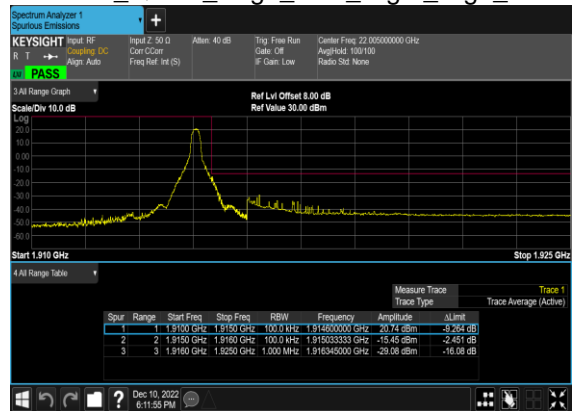 Spectrum Analyzer 1
Spurious Emissions
+
KEYSIGHT Input: RF Input Z: 50 Ω Atten: 40 dB Trig: Free Run Center Freq: 22.005000000 GHz
R T Coupling: DC Corr CCorr Gate: Off Avg|Hold: 100/100
Align: Auto Freq Ref: Int (S) IF Gain: Low Radio Std: None
LW PASS
3 All Range Graph
Ref Lvl Offset 8.00 dB
Scale/Div 10.0 dB Ref Value 30.00 dBm
Log
20.0
10.0
0.00
-10.0
-20.0
-30.0
-40.0
-50.0
-60.0
Start 1.910 GHz Stop 1.925 GHz
4 All Range Table
Measure Trace Trace 1
Trace Type Trace Average (Active)
Spur Range Start Freq Stop Freq RBW Frequency Amplitude ΔLimit
1 1 1.9100 GHz 1.9150 GHz 100.0 kHz 1.914600000 GHz 20.74 dBm -9.264 dB
2 2 1.9150 GHz 1.9160 GHz 100.0 kHz 1.915033333 GHz -15.45 dBm -2.451 dB
3 3 1.9160 GHz 1.9250 GHz 1.000 MHz 1.916345000 GHz -29.08 dBm -16.08 dB
? Dec 10, 2022
6:11:55 PM